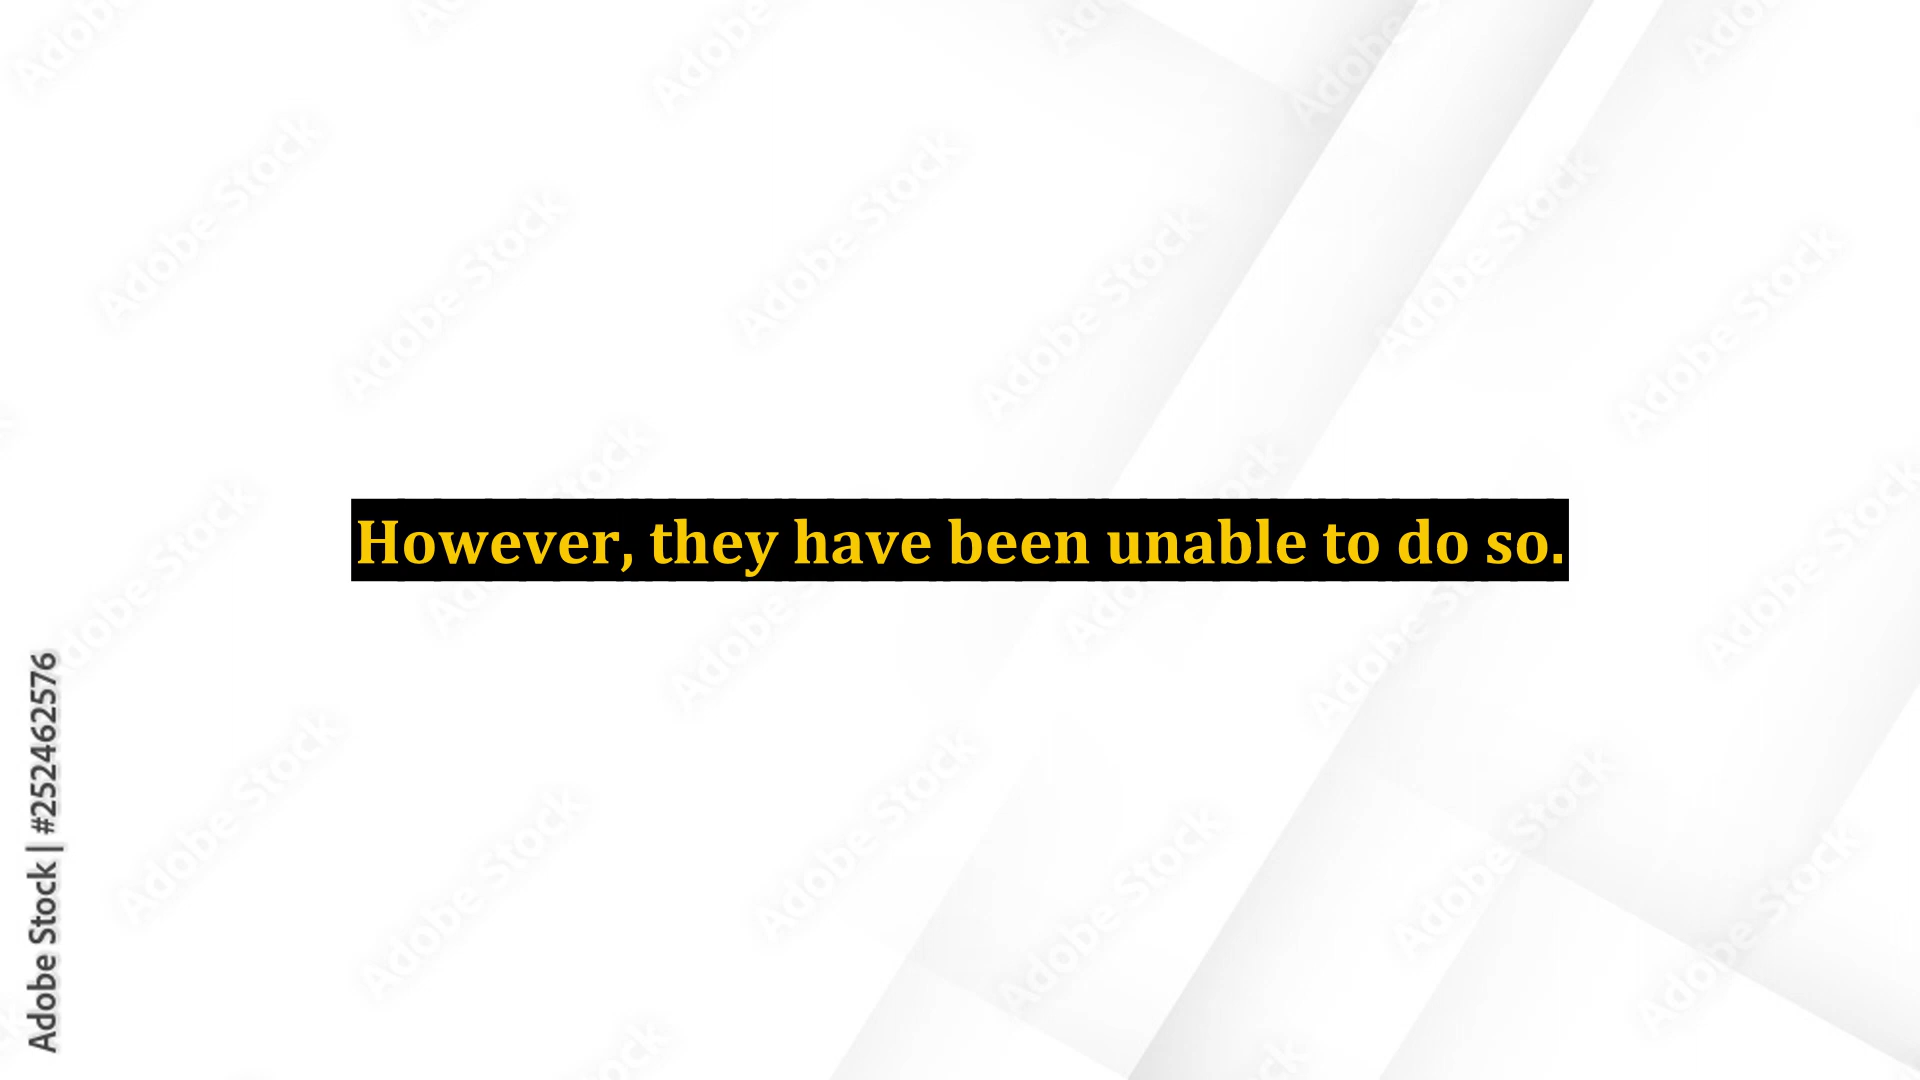 However, they have been unable to do so.
Adobe Stock | #252462576